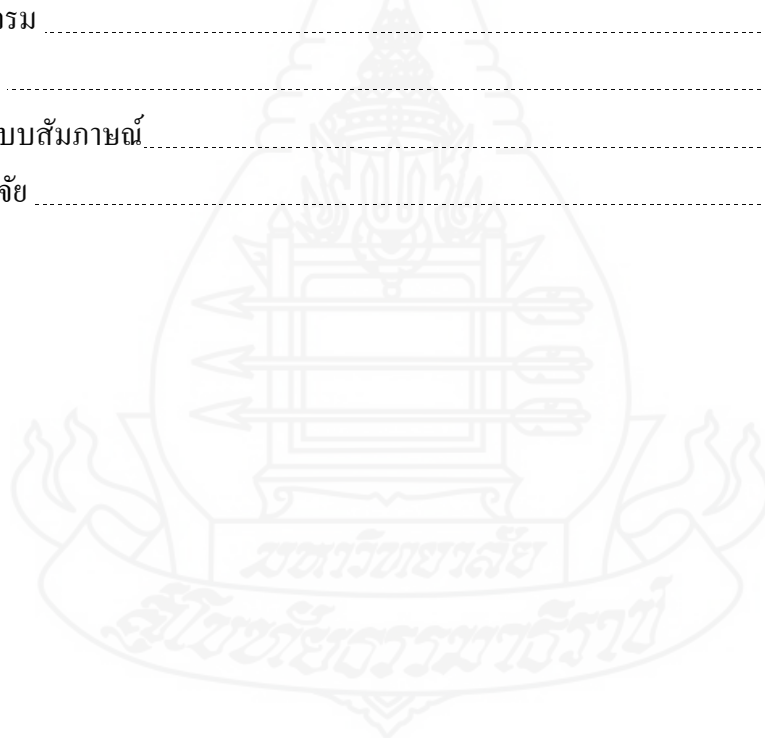 รรม
บบสัมภาษณ์
จัย
มหาวิทยาลัย
สุโขทัยธรรมาธิราช